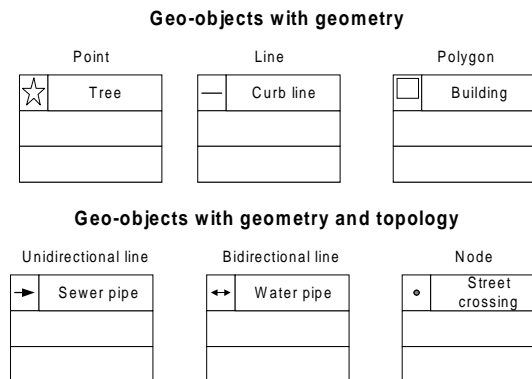 Geo-objects with geometry
Point Line Polygon
Tree Curb line Building
Geo-objects with geometry and topology
Unidirectional line Bidirectional line Node
Sewer pipe Water pipe Street
crossing